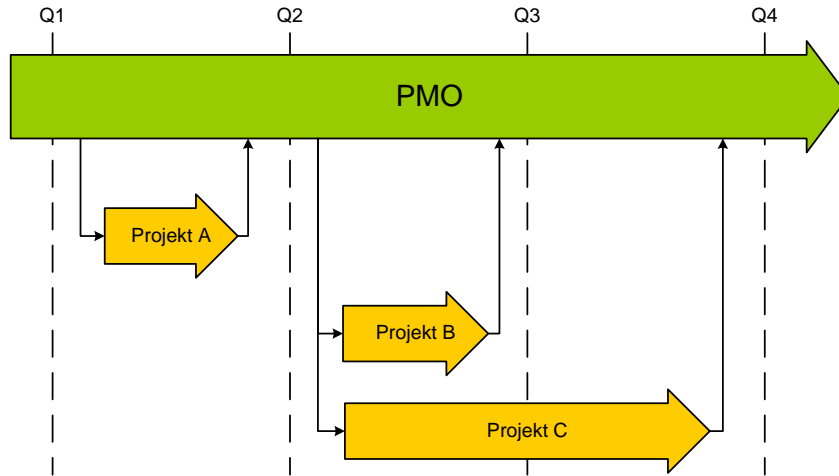 Q1 Q2 Q3 Q4
PMO
Projekt A
Projekt B
Projekt C